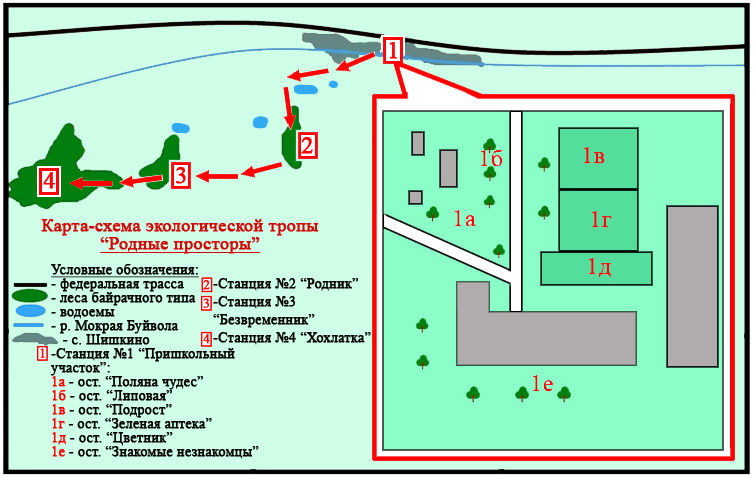 1
2
3
4
1б
1в
1а
1г
1д
1е
Карта-схема экологической тропы
“Родные просторы”
Условные обозначения:
- федеральная трасса
- леса байрачного типа
- водоемы
- р. Мокрая Буйвола
- с. Шишкино
2 -Станция №2 “Родник”
3 -Станция №3
“Безвременник”
4 -Станция №4 “Хохлатка”
1 -Станция №1 “Пришкольный
участок”:
1а - ост. “Поляна чудес”
1б - ост. “Липовая”
1в - ост. “Подрост”
1г - ост. “Зеленая аптека”
1д - ост. “Цветник”
1е - ост. “Знакомые незнакомцы”